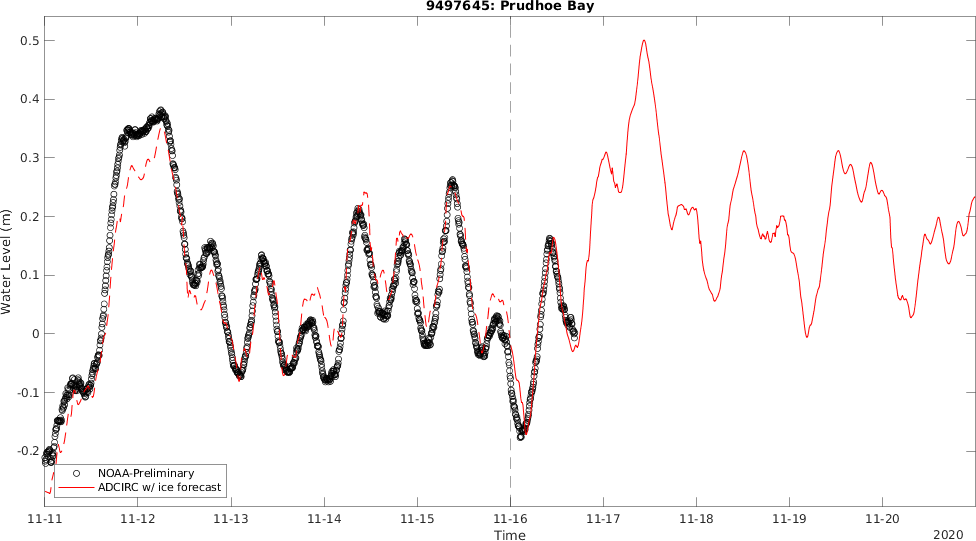 9497645: Prudhoe Bay
0.5
0.4
0.3
0.2
0.1
0
-0.1
-0.2
Water Level (m)
NOAA-Preliminary
ADCIRC w/ ice forecast
11-11 11-12 11-13 11-14 11-15 11-16 11-17 11-18 11-19 11-20
Time
2020